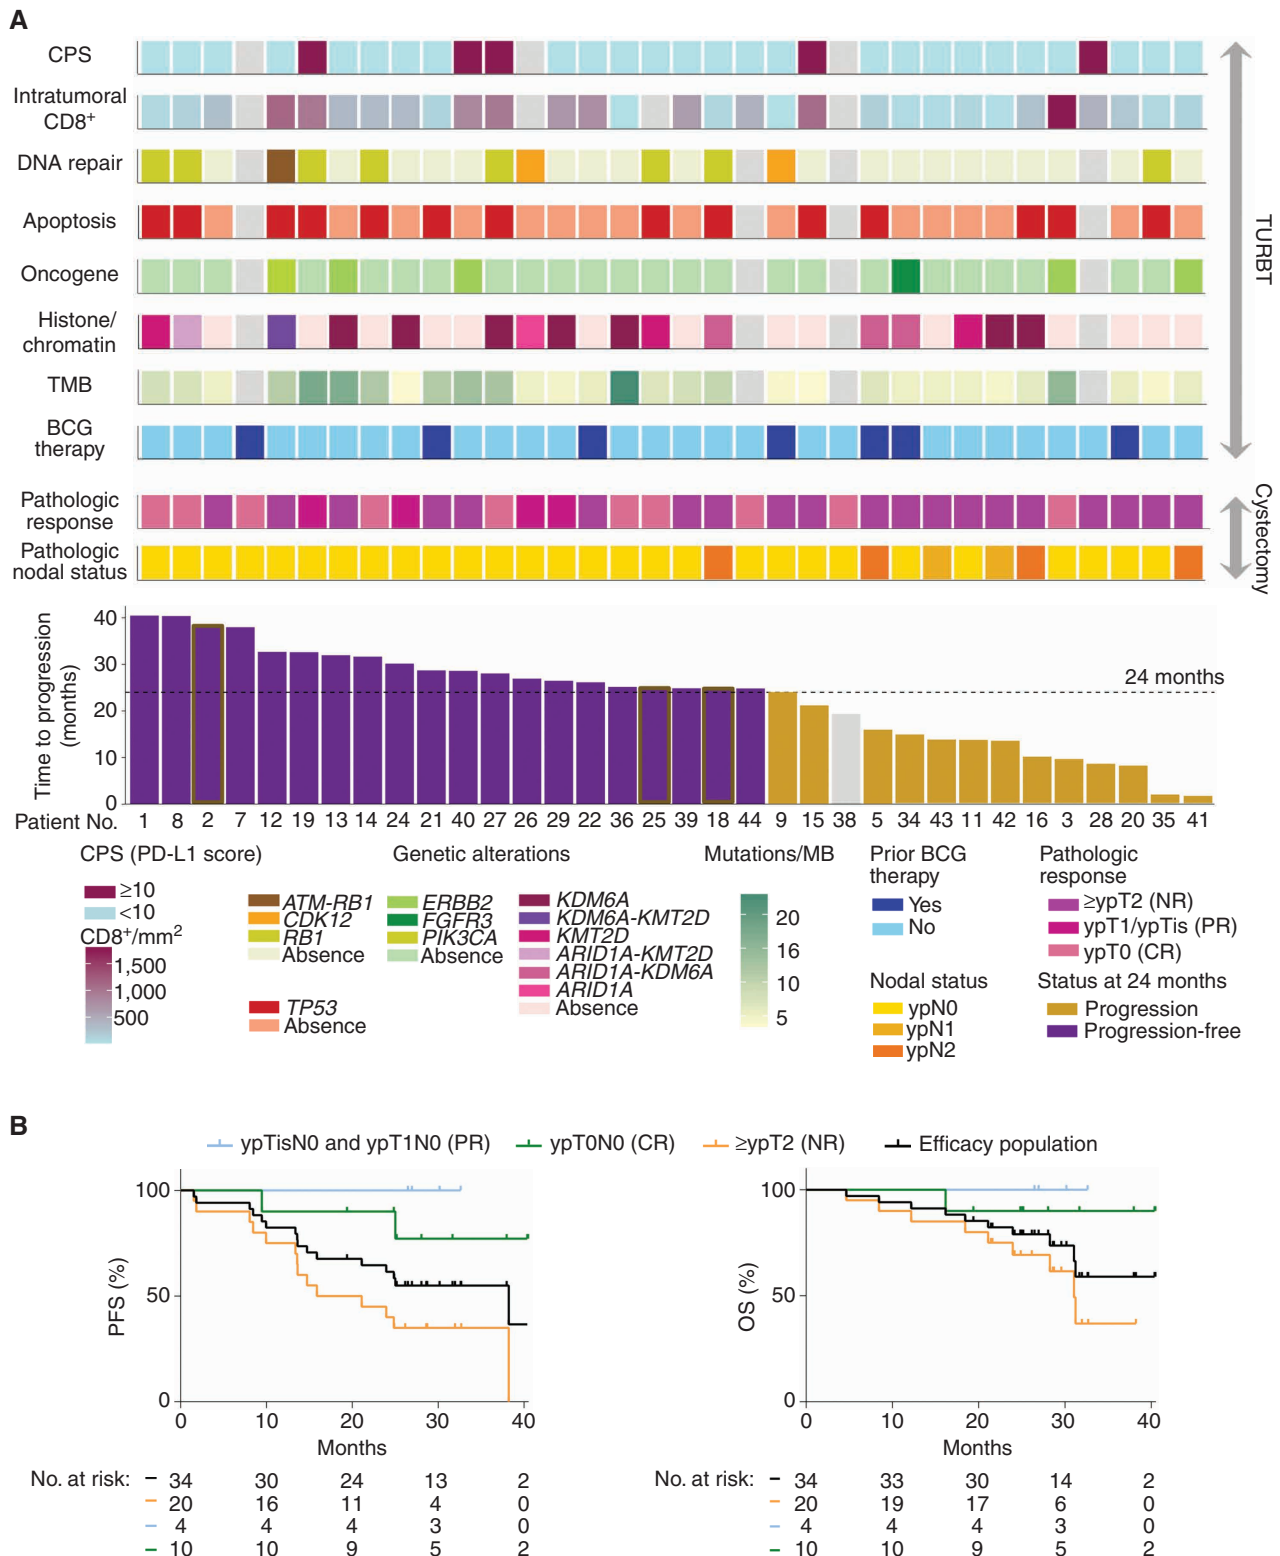 A
CPS
Intratumoral
CD8+
DNA repair
Apoptosis
Oncogene
Histone/
chromatin
TMB
BCG
therapy
TURBT
Pathologic
response
Pathologic
nodal status
Cystectomy
Time to progression
(months)
40
30
20
10
0
24 months
Patient No. 1 8 2 7 12 19 13 14 24 21 40 27 26 29 22 36 25 39 18 44 9 15 38 5 34 43 11 42 16 3 28 20 35 41
CPS (PD-L1 score)
≥10
<10
CD8+/mm2
1,500
1,000
500
Genetic alterations
ATM-RB1
CDK12
RB1
Absence
TP53
Absence
ERBB2
FGFR3
PIK3CA
Absence
KDM6A
KDM6A-KMT2D
KMT2D
ARID1A-KMT2D
ARID1A-KDM6A
ARID1A
Absence
Mutations/MB
20
16
10
5
Prior BCG
therapy
Yes
No
Nodal status
ypN0
ypN1
ypN2
Pathologic
response
≥ypT2 (NR)
ypT1/ypTis (PR)
ypT0 (CR)
Status at 24 months
Progression
Progression-free
B
ypTisN0 and ypT1N0 (PR) ypT0N0 (CR) ≥ypT2 (NR) Efficacy population
PFS (%)
100
50
0
0 10 20 30 40
Months
No. at risk:
34 30 24 13 2
20 16 11 4 0
4 4 4 3 0
10 10 9 5 2
OS (%)
100
50
0
0 10 20 30 40
Months
No. at risk:
34 33 30 14 2
20 19 17 6 0
4 4 4 3 0
10 10 9 5 2